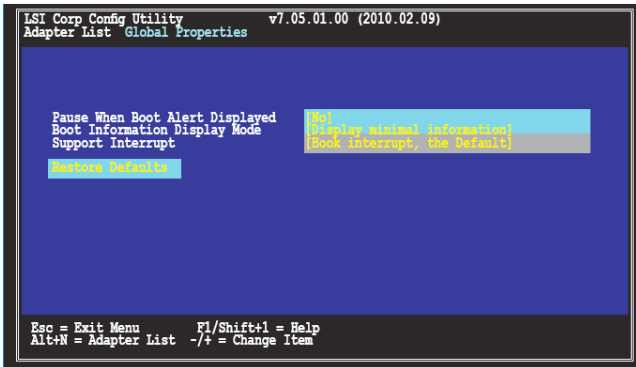 LSI Corp Config Utility v7.05.01.00 (2010.02.09)
Adapter List Global Properties
Pause When Boot Alert Displayed [No]
Boot Information Display Mode [Display minimal information]
Support Interrupt [Hook interrupt, the Default]
Restore Defaults
Esc = Exit Menu F1/Shift+1 = Help
Alt+N = Adapter List -/+ = Change Item